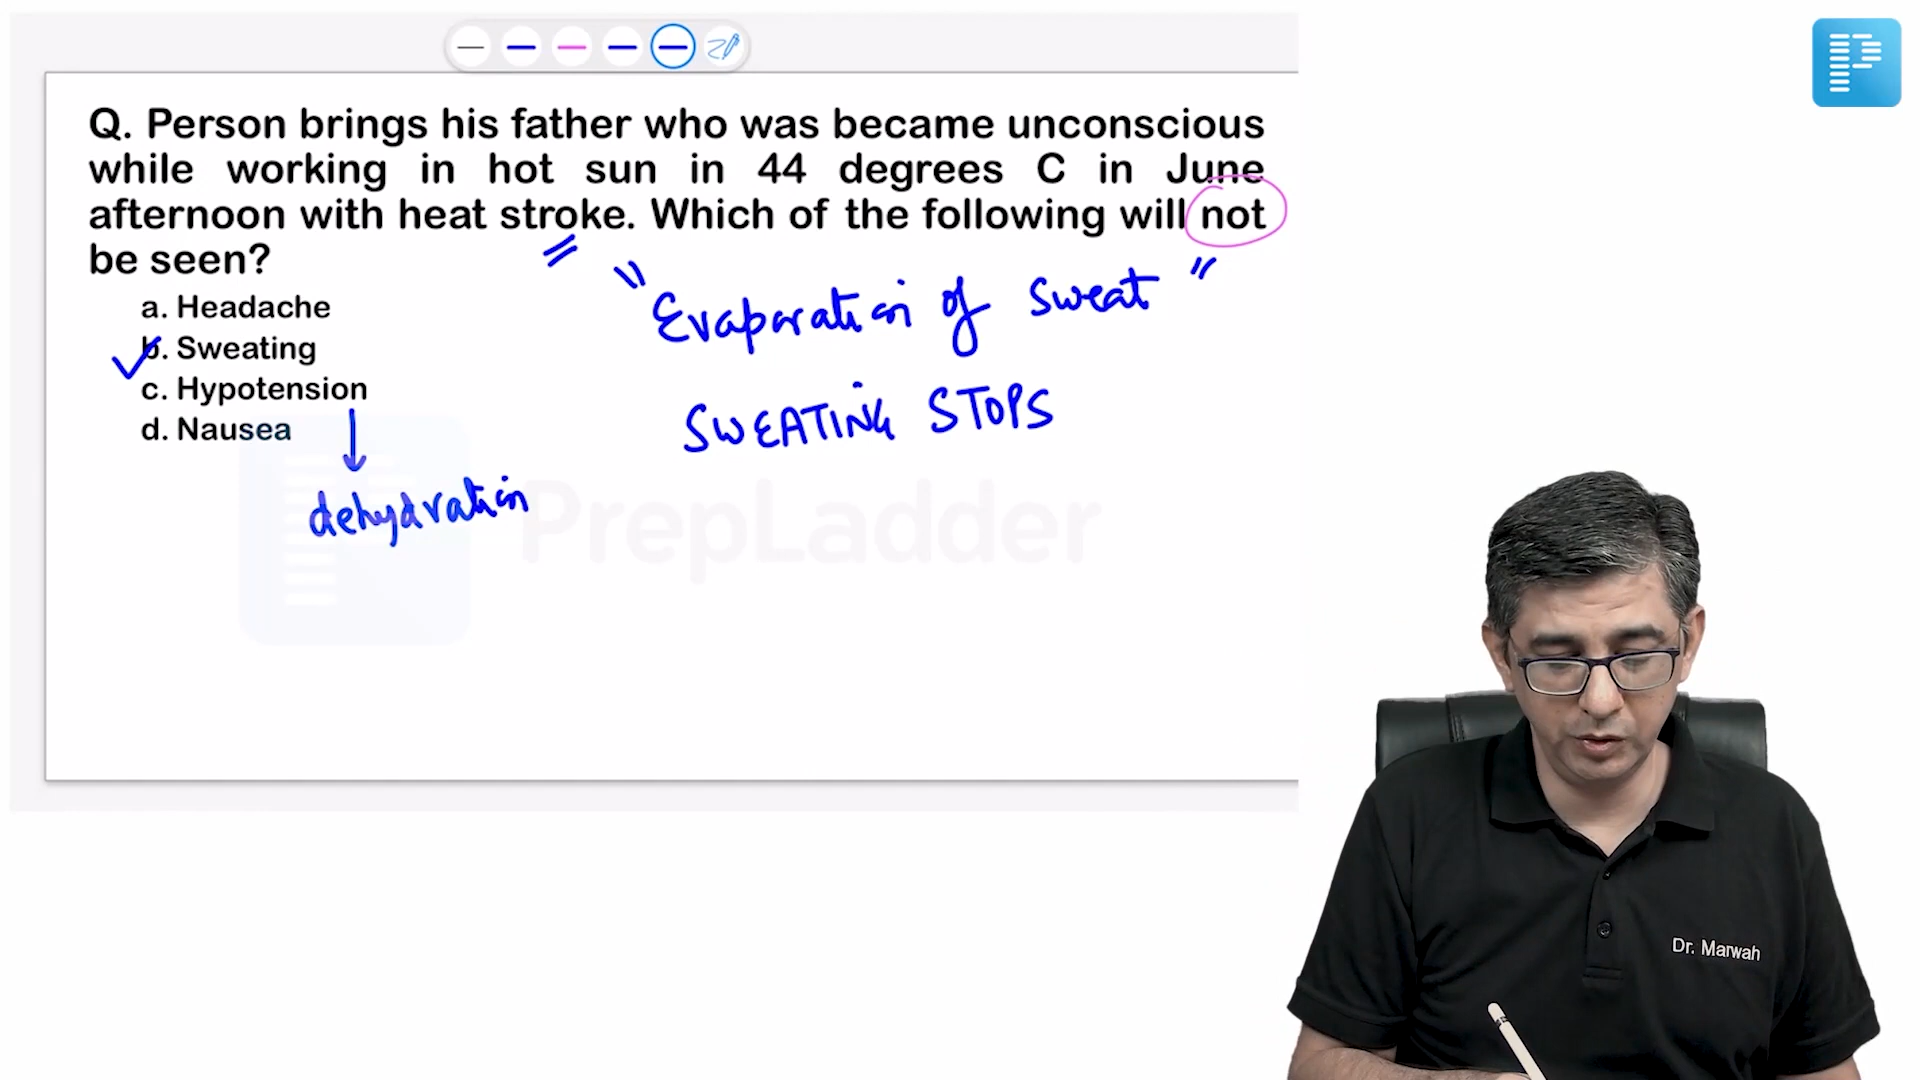 Q. Person brings his father who was became unconscious
while working in hot sun in 44 degrees C in June
afternoon with heat stroke. Which of the following will not
be seen?
a. Headache
b. Sweating
c. Hypotension
d. Nausea
"Evaporation of sweat"
SWEATING STOPS
dehydration
PrepLadder
Dr. Marwah